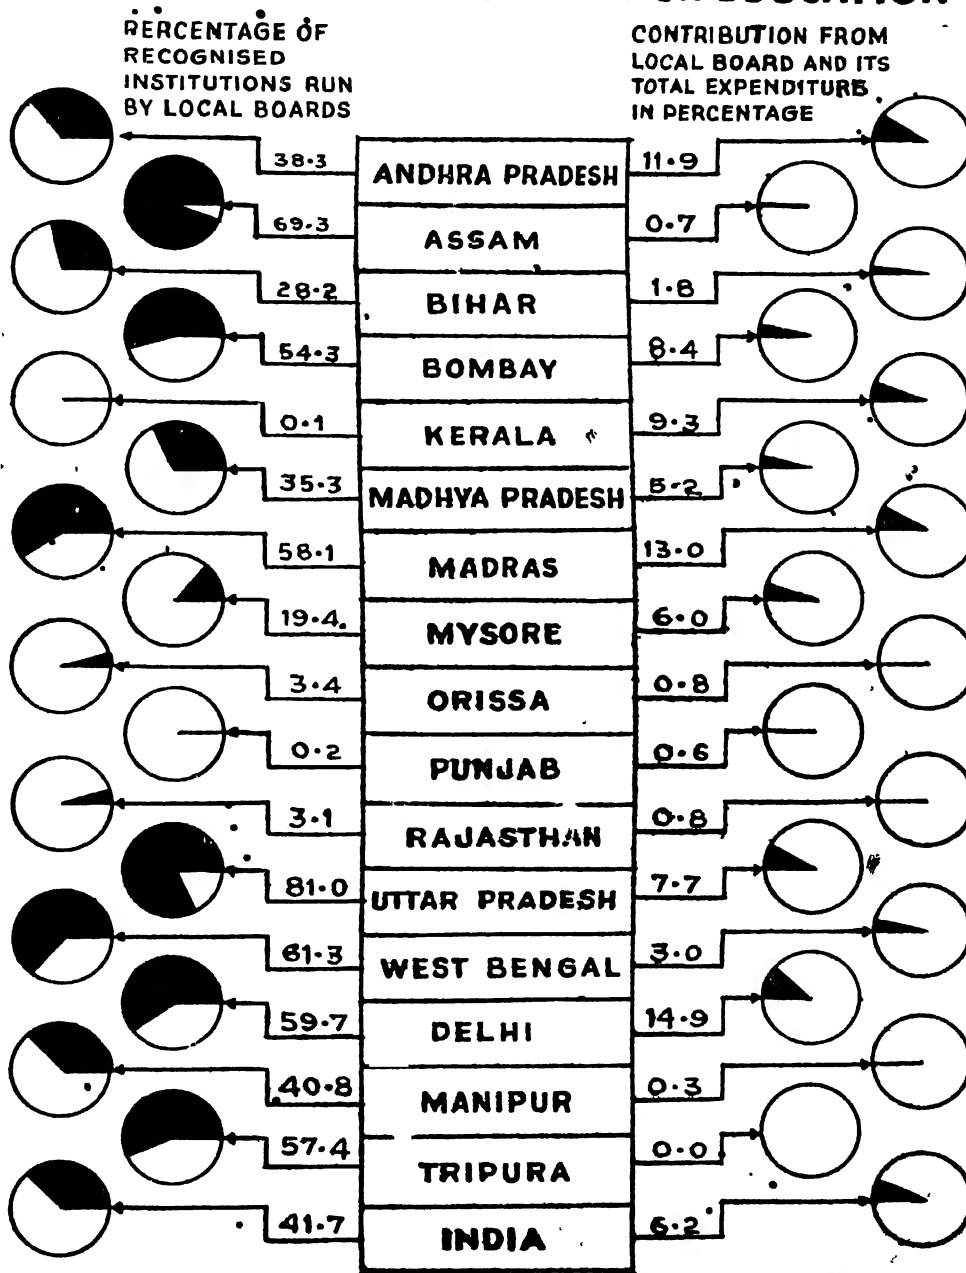 EDUCATION
PERCENTAGE OF
RECOGNISED
INSTITUTIONS RUN
BY LOCAL BOARDS
CONTRIBUTION FROM
LOCAL BOARD AND ITS
TOTAL EXPENDITURE
IN PERCENTAGE
38.3 ANDHRA PRADESH 11.9
69.3 ASSAM 0.7
28.2 BIHAR 1.8
54.3 BOMBAY 8.4
0.1 KERALA 9.3
35.3 MADHYA PRADESH 5.2
58.1 MADRAS 13.0
19.4 MYSORE 6.0
3.4 ORISSA 0.8
0.2 PUNJAB 0.6
3.1 RAJASTHAN 0.8
81.0 UTTAR PRADESH 7.7
61.3 WEST BENGAL 3.0
59.7 DELHI 14.9
40.8 MANIPUR 0.3
57.4 TRIPURA 0.0
41.7 INDIA 6.2